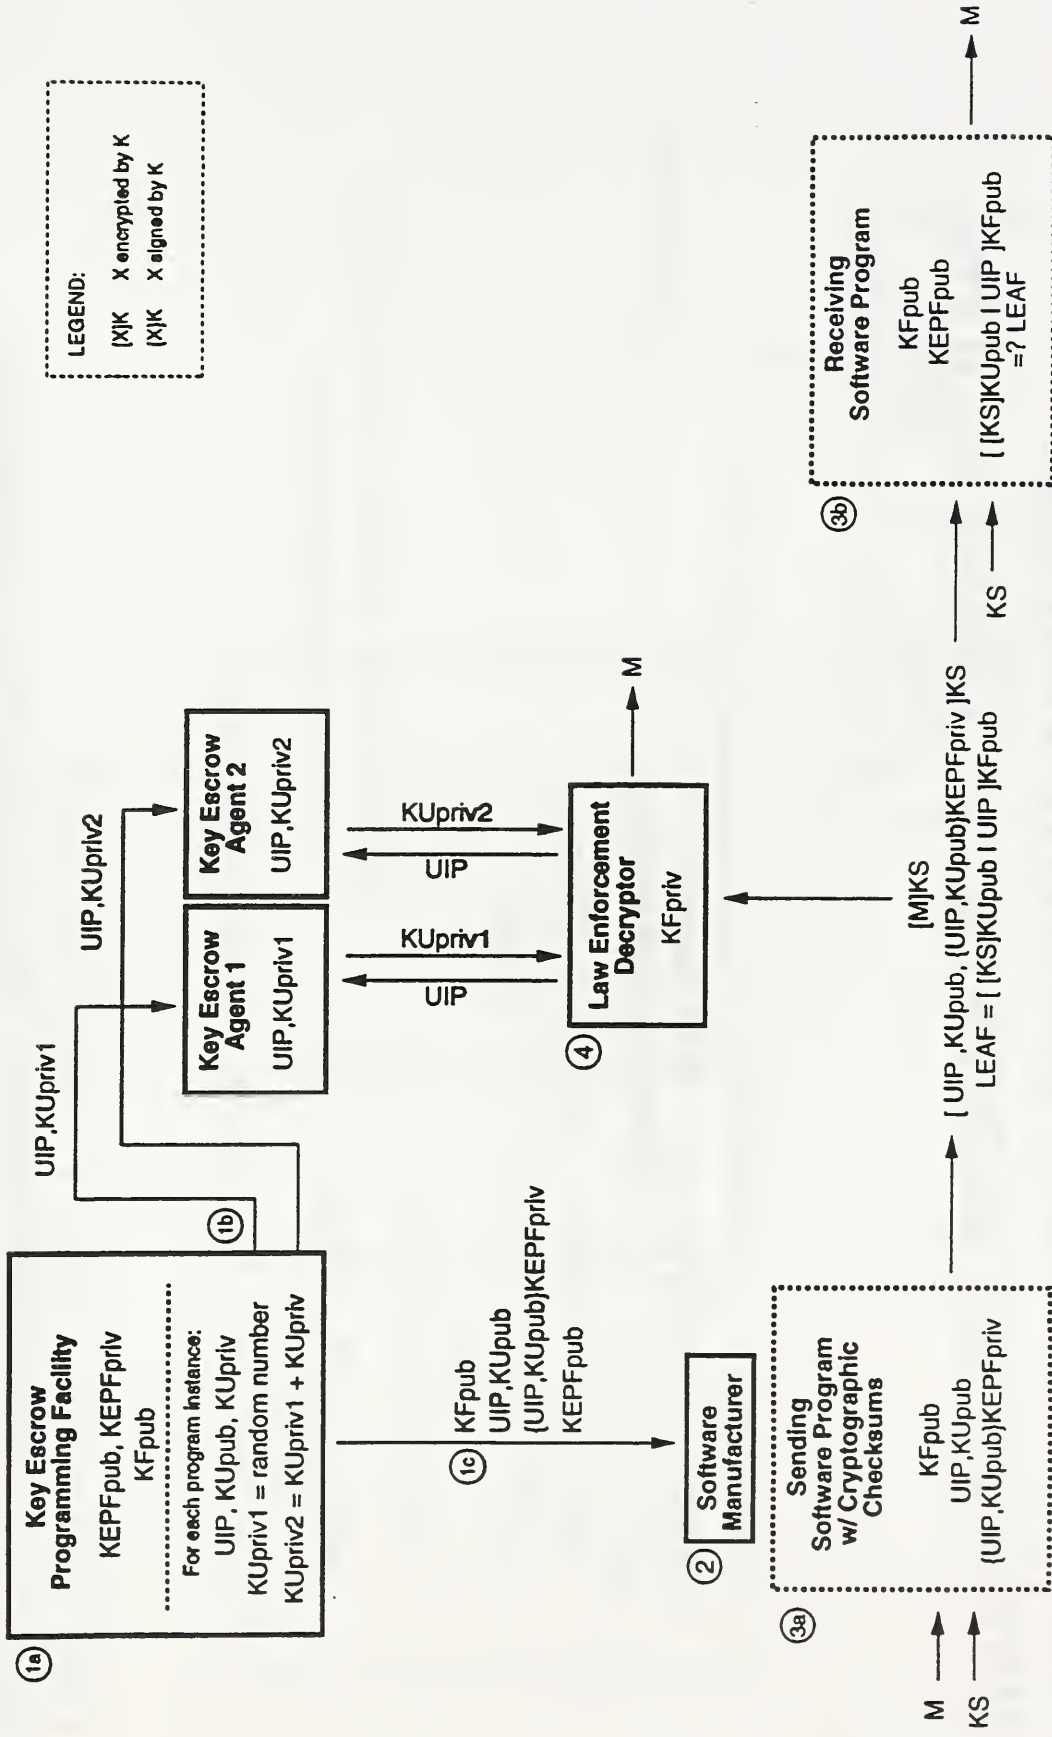 1a
Key Escrow
Programming Facility
KEPFpub, KEPFpriv
KFpub
For each program instance:
UIP, KUpub, KUpriv
KUpriv1 = random number
KUpriv2 = KUpriv1 + KUpriv
1b
UIP,KUpriv1
UIP,KUpriv2
Key Escrow
Agent 1
UIP,KUpriv1
Key Escrow
Agent 2
UIP,KUpriv2
LEGEND:
[X]K X encrypted by K
{X}K X signed by K
1c
KFpub
UIP,KUpub
{UIP,KUpub}KEPFpriv
KEPFpub
UIP
KUpriv1
UIP
KUpriv2
4
Law Enforcement
Decryptor
KFpriv
M
2
Software
Manufacturer
3a
Sending
Software Program
w/ Cryptographic
Checksums
KFpub
UIP,KUpub
{UIP,KUpub}KEPFpriv
M
KS
[M]KS
[ UIP ,KUpub, {UIP,KUpub}KEPFpriv ]KS
LEAF = [ [KS]KUpub | UIP ]KFpub
KS
3b
Receiving
Software Program
KFpub
KEPFpub
[ [KS]KUpub | UIP ]KFpub
=? LEAF
M